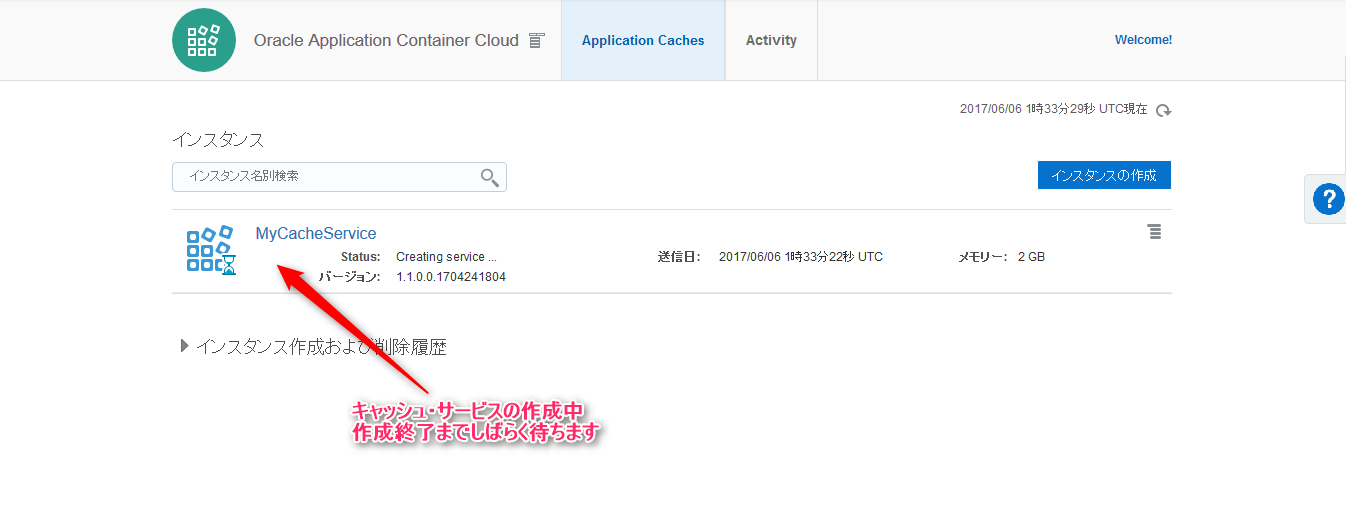 Oracle Application Container Cloud
Application Caches
Activity
Welcome!
2017/06/06 1時33分29秒 UTC現在
インスタンス
インスタンス名別検索
インスタンスの作成
?
MyCacheService
Status: Creating service ...
送信日: 2017/06/06 1時33分22秒 UTC
メモリー: 2 GB
バージョン: 1.1.0.0.1704241804
インスタンス作成および削除履歴
キャッシュ・サービスの作成中
作成終了までしばらく待ちます